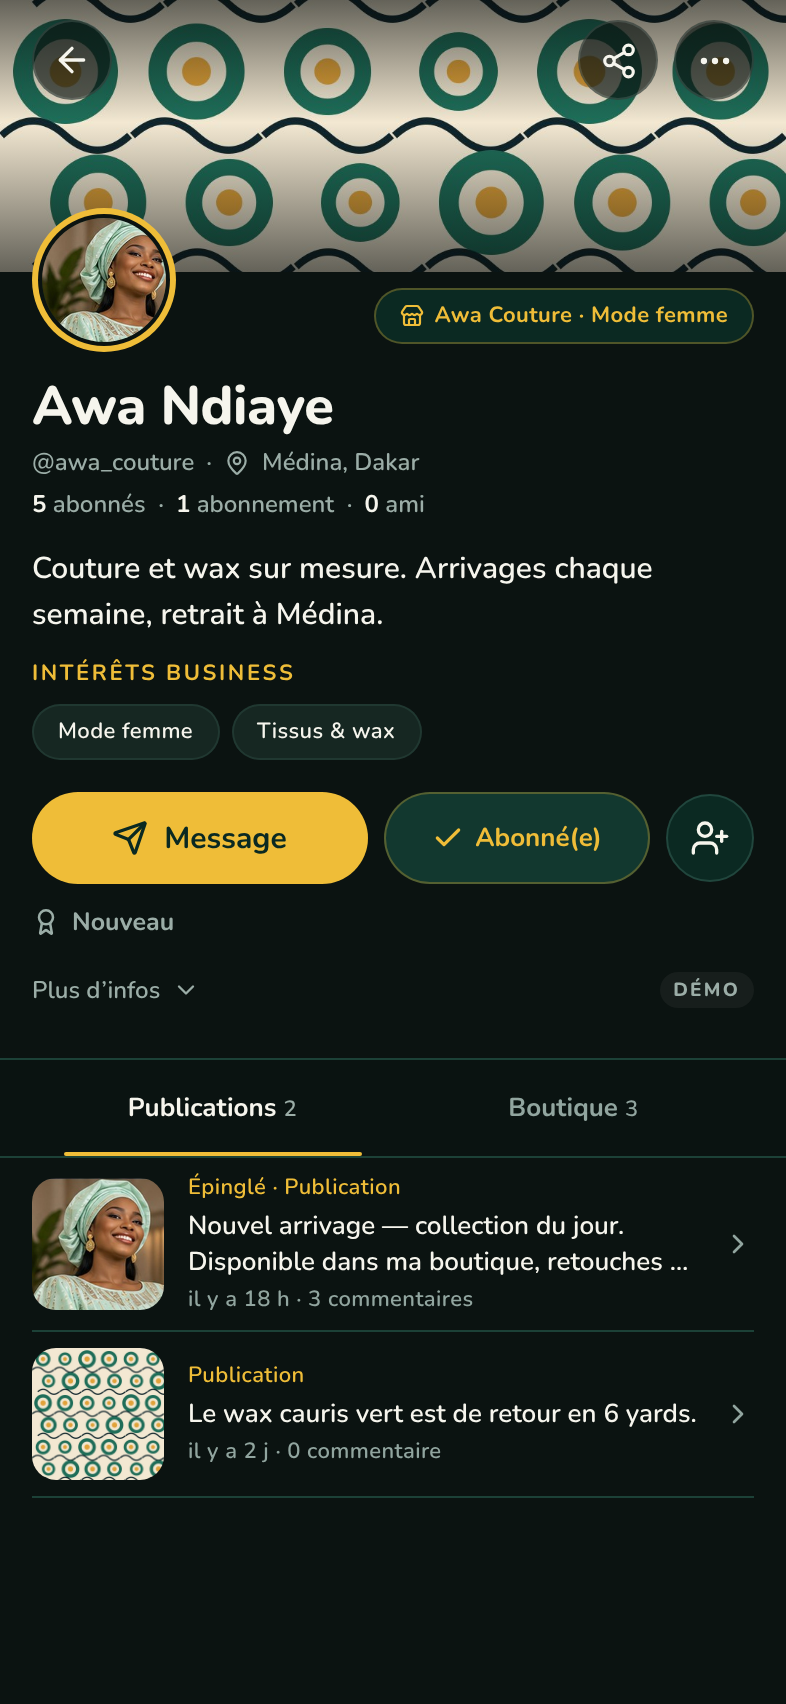 Awa Couture · Mode femme
Awa Ndiaye
@awa_couture · Médina, Dakar
5 abonnés · 1 abonnement · 0 ami
Couture et wax sur mesure. Arrivages chaque
semaine, retrait à Médina.
INTÉRÊTS BUSINESS
Mode femme
Tissus & wax
Message
Abonné(e)
Nouveau
Plus d’infos
DÉMO
Publications 2
Boutique 3
Épinglé · Publication
Nouvel arrivage — collection du jour.
Disponible dans ma boutique, retouches ...
il y a 18 h · 3 commentaires
Publication
Le wax cauris vert est de retour en 6 yards.
il y a 2 j · 0 commentaire